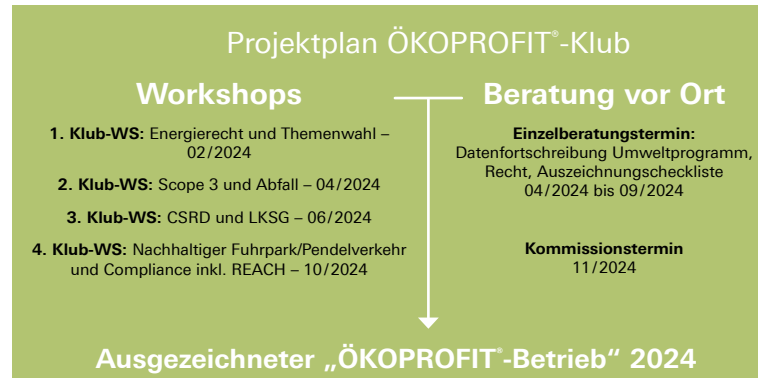 Projektplan ÖKOPROFIT®-Klub
Workshops
1. Klub-WS: Energierecht und Themenwahl –
02/2024
2. Klub-WS: Scope 3 und Abfall – 04/2024
3. Klub-WS: CSRD und LKSG – 06/2024
4. Klub-WS: Nachhaltiger Fuhrpark/Pendelverkehr
und Compliance inkl. REACH – 10/2024
Beratung vor Ort
Einzelberatungstermin:
Datenfortschreibung Umweltprogramm,
Recht, Auszeichnungscheckliste
04/2024 bis 09/2024
Kommissionstermin
11/2024
Ausgezeichneter „ÖKOPROFIT®-Betrieb“ 2024